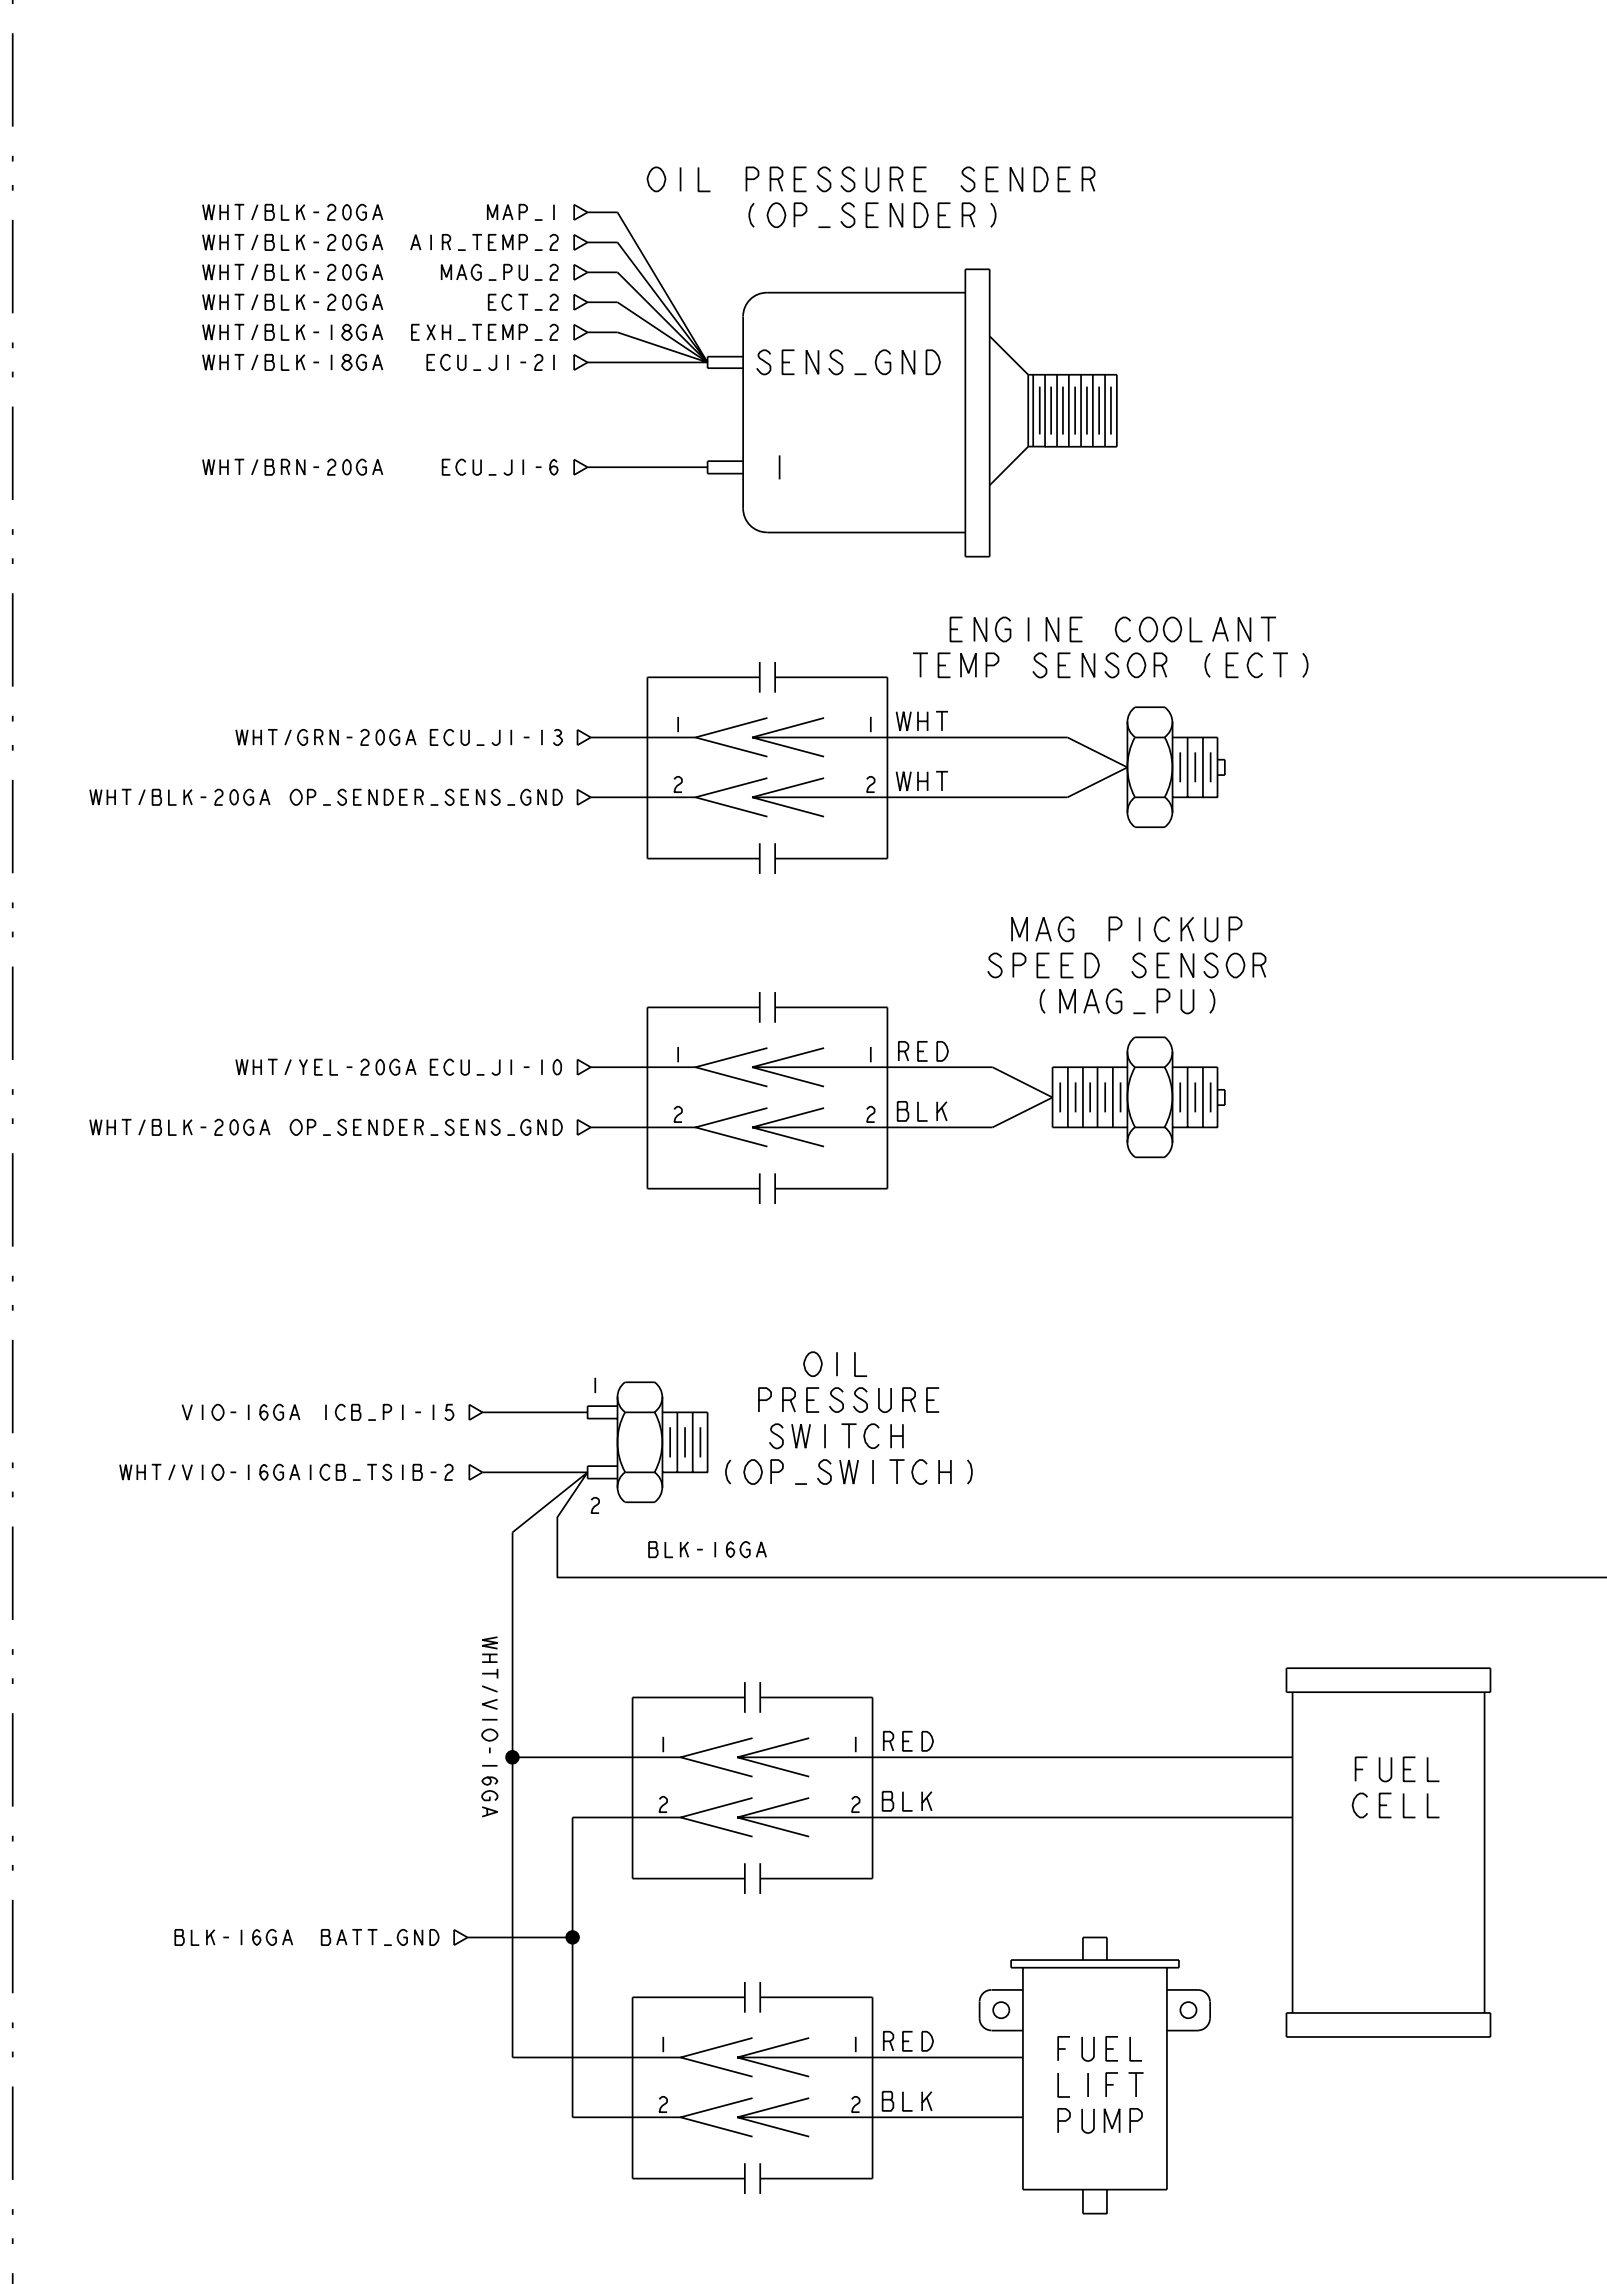 OIL PRESSURE SENDER
(OP_SENDER)
WHT/BLK-20GA MAP_1
WHT/BLK-20GA AIR_TEMP_2
WHT/BLK-20GA MAG_PU_2
WHT/BLK-20GA ECT_2
WHT/BLK-18GA EXH_TEMP_2
WHT/BLK-18GA ECU_J1-21
SENS_GND
WHT/BRN-20GA ECU_J1-6
1
ENGINE COOLANT
TEMP SENSOR (ECT)
WHT/GRN-20GA ECU_J1-13 1 1 WHT
WHT/BLK-20GA OP_SENDER_SENS_GND 2 2 WHT
MAG PICKUP
SPEED SENSOR
(MAG_PU)
WHT/YEL-20GA ECU_J1-10 1 1 RED
WHT/BLK-20GA OP_SENDER_SENS_GND 2 2 BLK
OIL
PRESSURE
SWITCH
(OP_SWITCH)
1
VIO-16GA ICB_P1-15
WHT/VIO-16GA ICB_TS1B-2
2
BLK-16GA
WHT/VIO-16GA
1 1 RED
2 2 BLK
FUEL
CELL
BLK-16GA BATT_GND
1 1 RED
2 2 BLK
FUEL
LIFT
PUMP